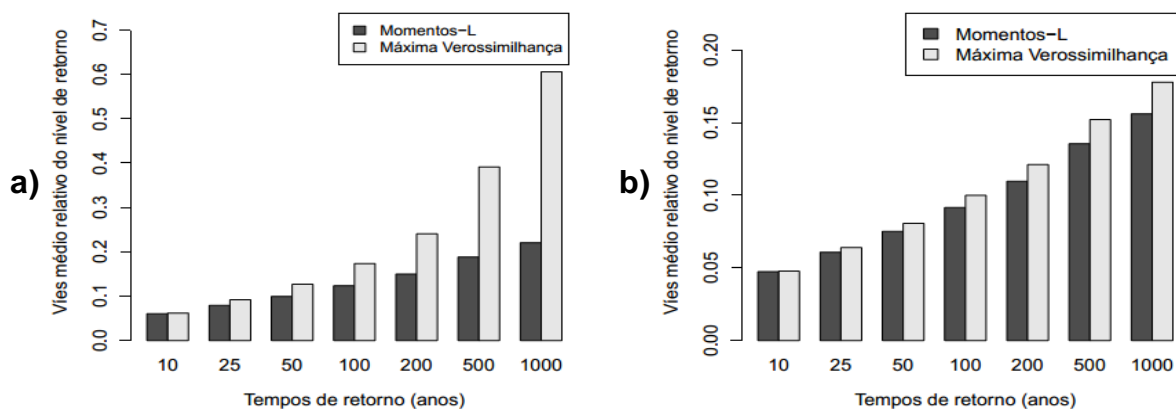 a)
Vies médio relativo do nível de retorno
0.0 0.1 0.2 0.3 0.4 0.5 0.6 0.7
Momentos−L
Máxima Verossimilhança
10 25 50 100 200 500 1000
Tempos de retorno (anos)
b)
Vies médio relativo do nível de retorno
0.00 0.05 0.10 0.15 0.20
Momentos−L
Máxima Verossimilhança
10 25 50 100 200 500 1000
Tempos de retorno (anos)